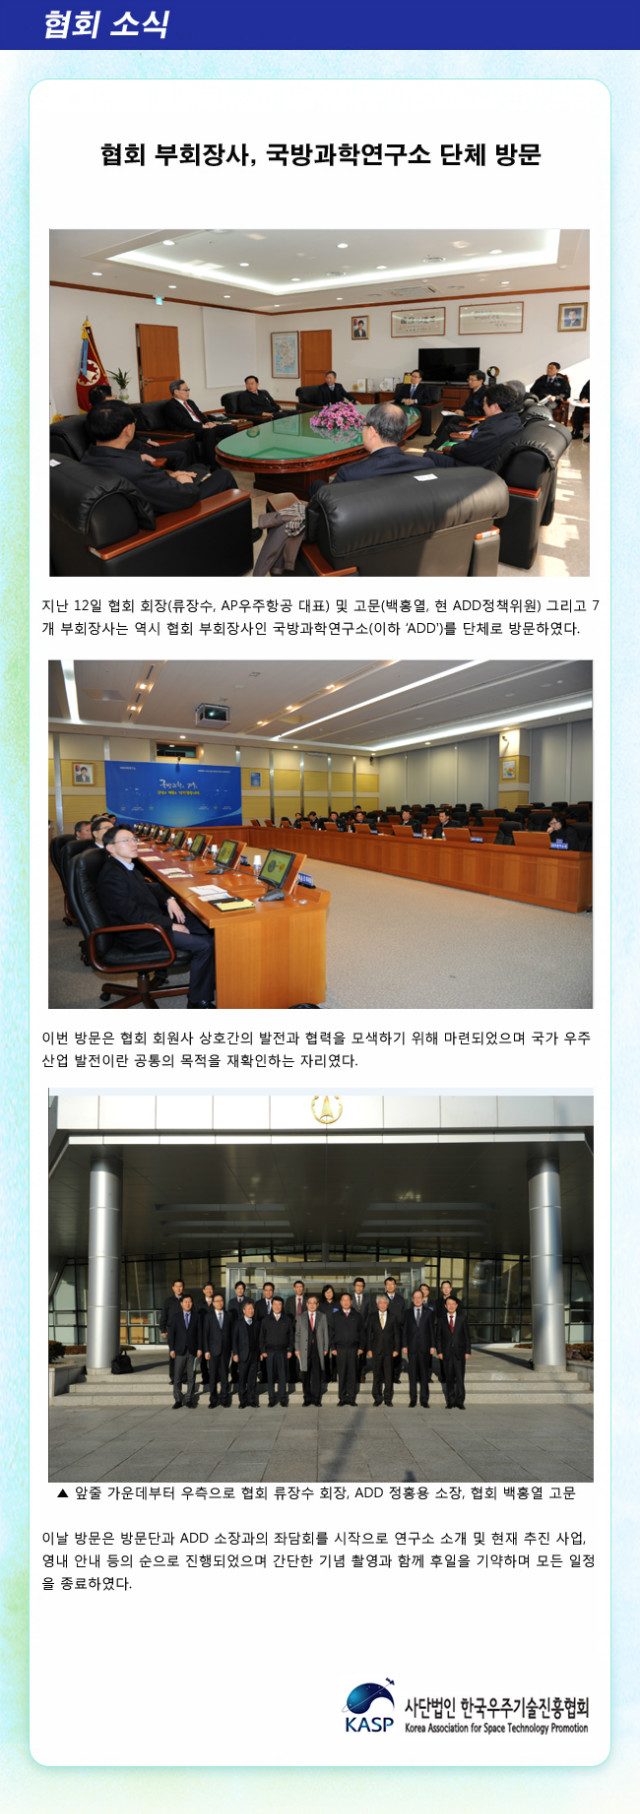 협회 소식
협회 부회장사, 국방과학연구소 단체 방문
지난 12일 협회 회장(류장수, AP우주항공 대표) 및 고문(백홍열, 현 ADD정책위원) 그리고 7
개 부회장사는 역시 협회 부회장사인 국방과학연구소(이하 ‘ADD’)를 단체로 방문하였다.
이번 방문은 협회 회원사 상호간의 발전과 협력을 모색하기 위해 마련되었으며 국가 우주
산업 발전이란 공통의 목적을 재확인하는 자리였다.
▲ 앞줄 가운데부터 우측으로 협회 류장수 회장, ADD 정홍용 소장, 협회 백홍열 고문
이날 방문은 방문단과 ADD 소장과의 좌담회를 시작으로 연구소 소개 및 현재 추진 사업,
영내 안내 등의 순으로 진행되었으며 간단한 기념 촬영과 함께 후일을 기약하며 모든 일정
을 종료하였다.
KASP
사단법인 한국우주기술진흥협회
Korea Association for Space Technology Promotion